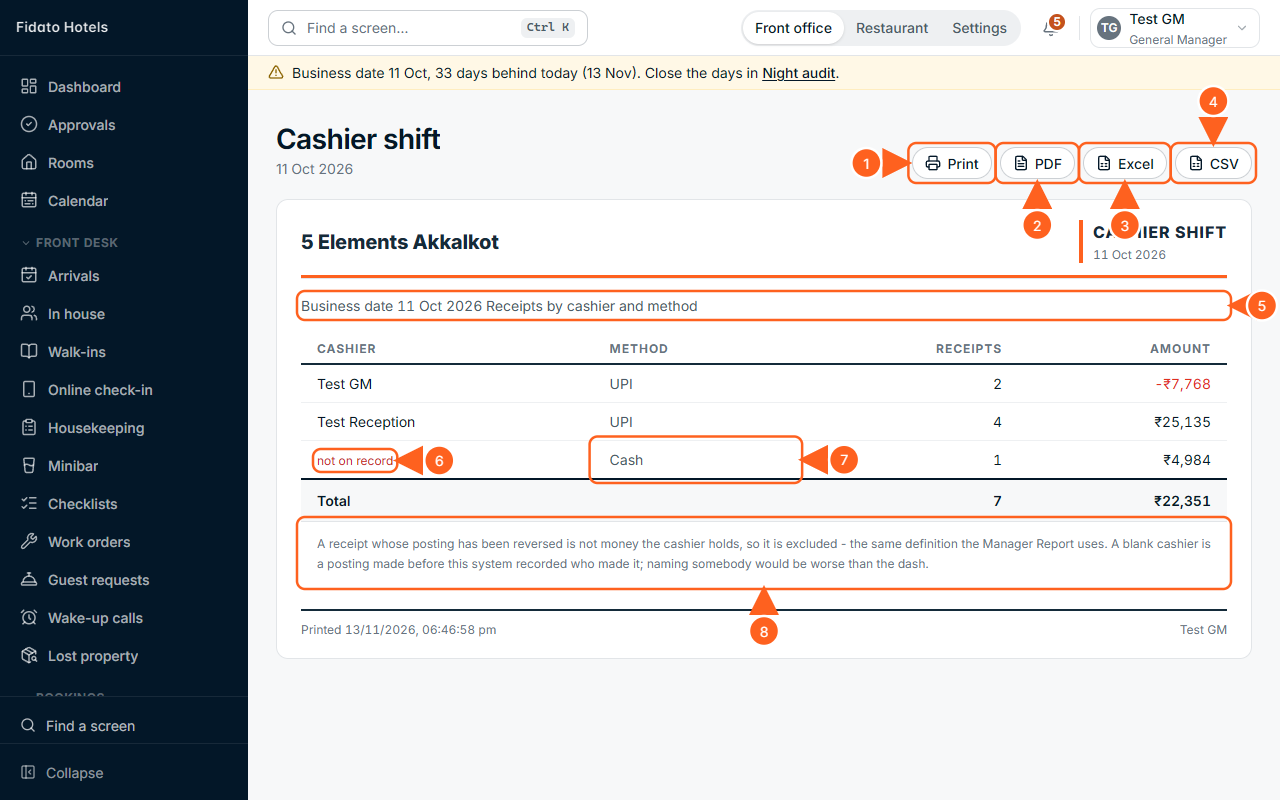 Fidato Hotels
Find a screen...
Ctrl K
Front office
Restaurant
Settings
5
TG
Test GM
General Manager
Business date 11 Oct, 33 days behind today (13 Nov). Close the days in Night audit.
Dashboard
Approvals
Rooms
Calendar
FRONT DESK
Arrivals
In house
Walk-ins
Online check-in
Housekeeping
Minibar
Checklists
Work orders
Guest requests
Wake-up calls
Lost property
Find a screen
Collapse
Cashier shift
11 Oct 2026
4
1
Print
PDF
Excel
CSV
2
3
5 Elements Akkalkot
SHIFT
11 Oct 2026
Business date 11 Oct 2026 Receipts by cashier and method
5
CASHIER METHOD RECEIPTS AMOUNT
Test GM UPI 2 -₹7,768
Test Reception UPI 4 ₹25,135
not on record 6 Cash 7 1 ₹4,984
Total 7 ₹22,351
A receipt whose posting has been reversed is not money the cashier holds, so it is excluded - the same definition the Manager Report uses. A blank cashier is
a posting made before this system recorded who made it; naming somebody would be worse than the dash.
8
Printed 13/11/2026, 06:46:58 pm
Test GM